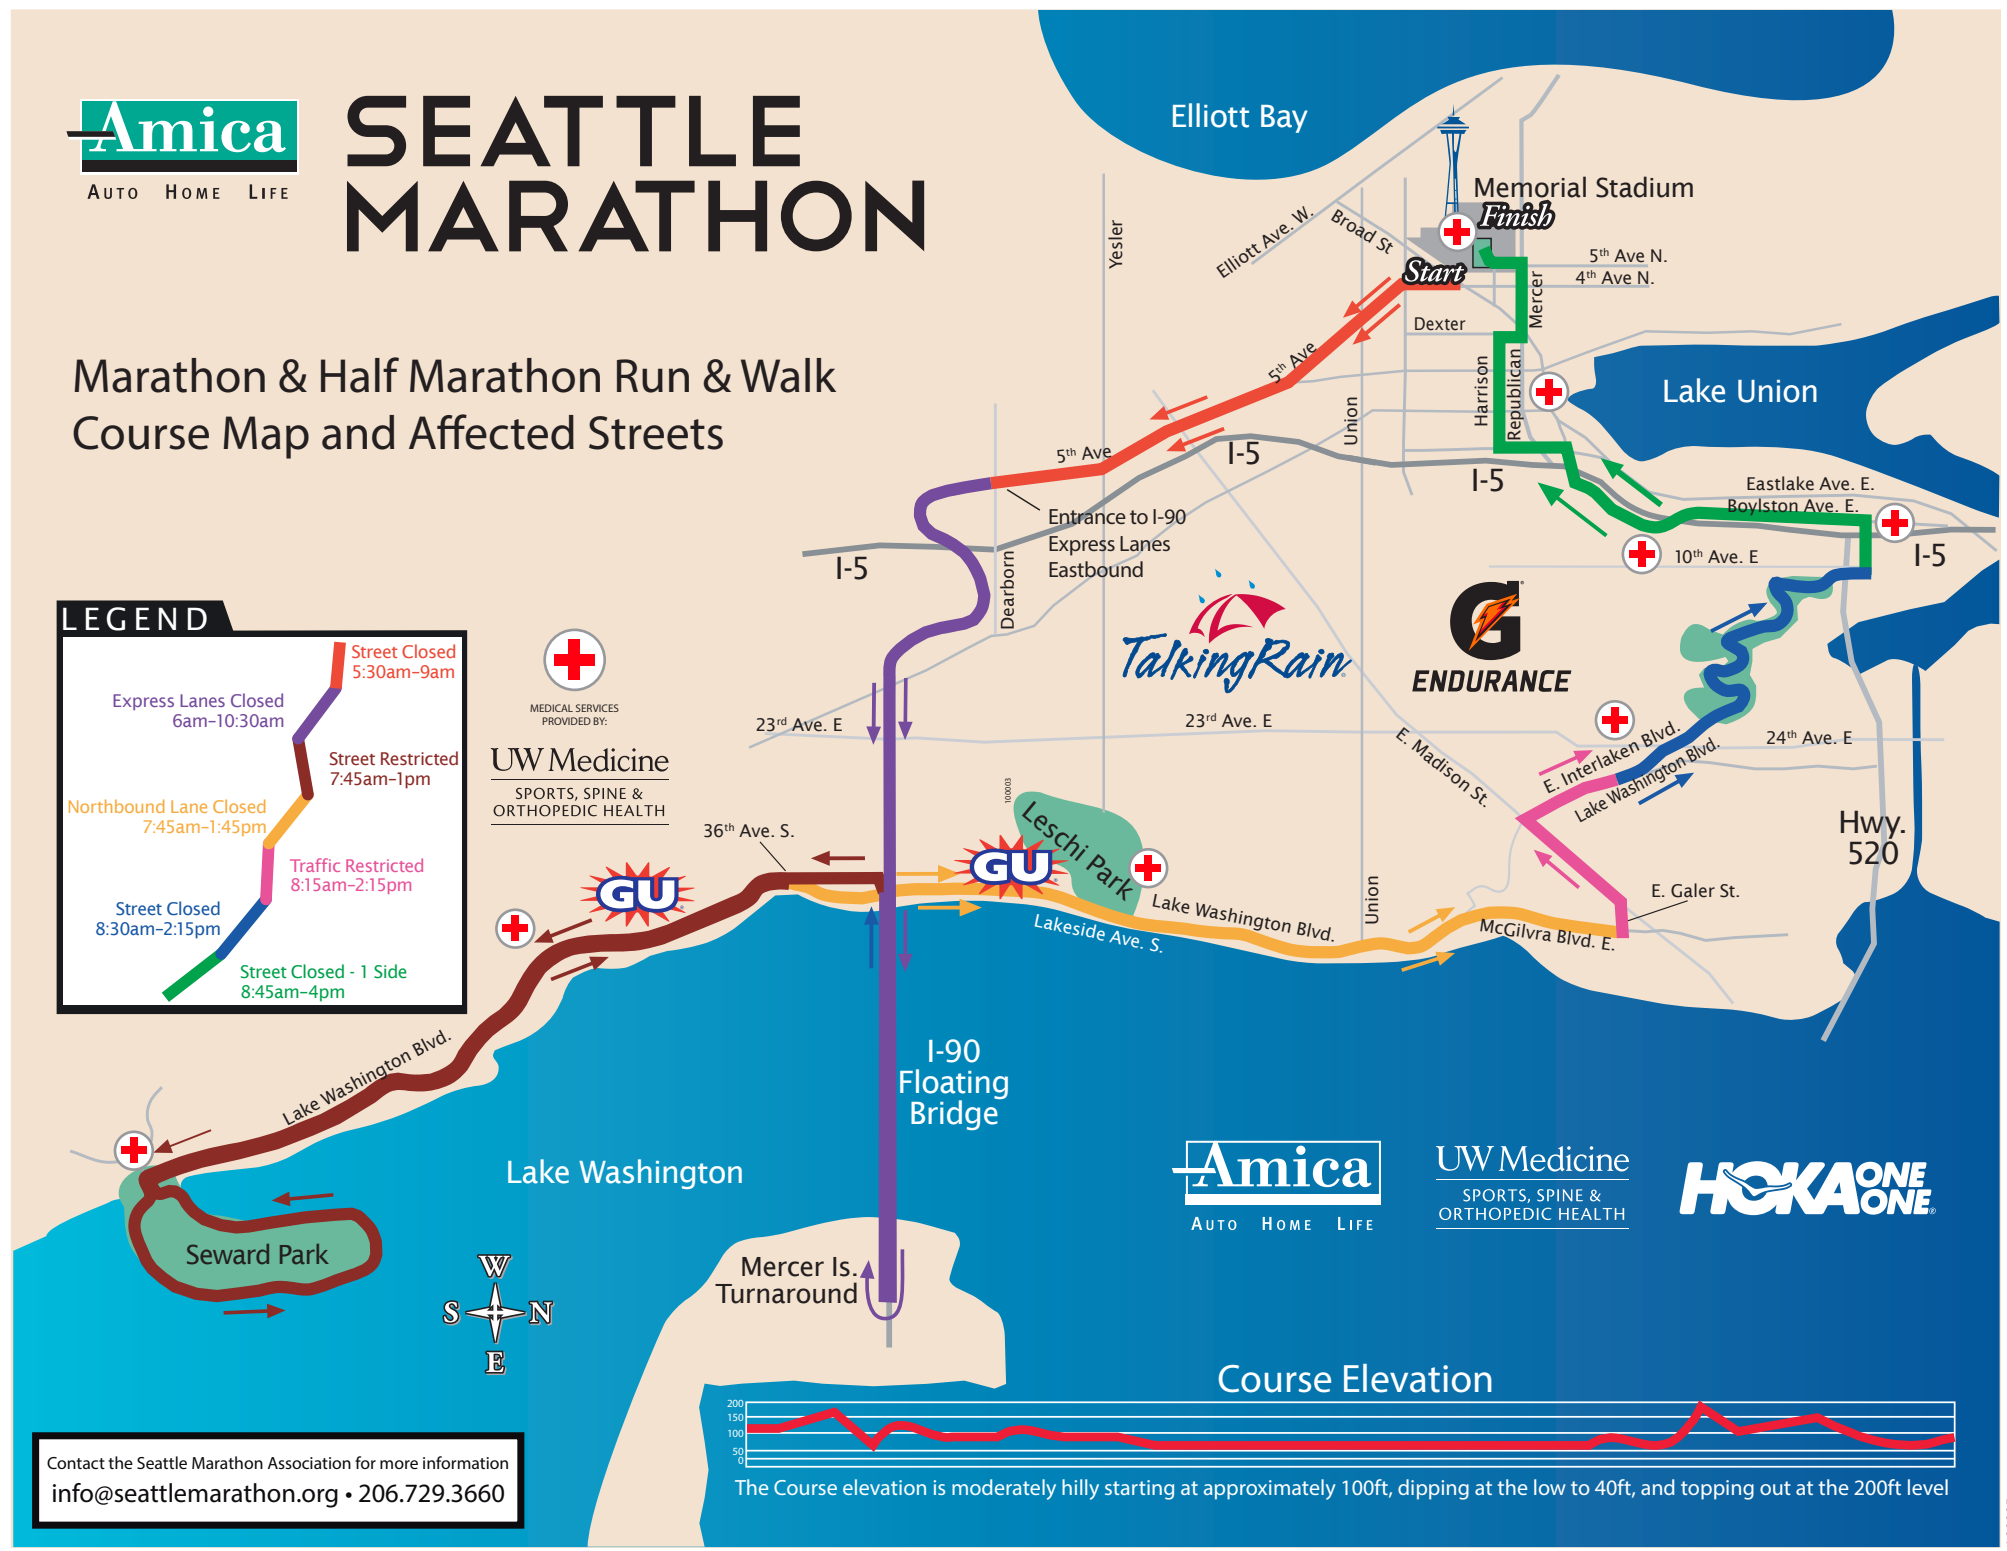 Amica
AUTO HOME LIFE
SEATTLE
MARATHON
Marathon & Half Marathon Run & Walk
Course Map and Affected Streets
Elliott Bay
Memorial Stadium
Finish
Start
Elliott Ave. W.
Broad St
Yesler
5th Ave N.
4th Ave N.
Mercer
Dexter
5th Ave
Harrison
Republican
Union
Lake Union
5th Ave
I-5
I-5
Eastlake Ave. E.
Boylston Ave. E.
Entrance to I-90
Express Lanes
Eastbound
I-5
Dearborn
10th Ave. E
I-5
LEGEND
Street Closed
5:30am–9am
Express Lanes Closed
6am–10:30am
Street Restricted
7:45am–1pm
Northbound Lane Closed
7:45am–1:45pm
Traffic Restricted
8:15am–2:15pm
Street Closed
8:30am–2:15pm
Street Closed - 1 Side
8:45am–4pm
MEDICAL SERVICES
PROVIDED BY:
UW Medicine
SPORTS, SPINE &
ORTHOPEDIC HEALTH
TalkingRain
G
ENDURANCE
23rd Ave. E
23rd Ave. E
E. Madison St.
E. Interlaken Blvd.
Lake Washington Blvd.
24th Ave. E
Hwy.
520
100003
36th Ave. S.
GU
GU
Leschi Park
Lake Washington Blvd.
Lakeside Ave. S.
Union
McGilvra Blvd. E.
E. Galer St.
Lake Washington Blvd.
I-90
Floating
Bridge
Lake Washington
Seward Park
Mercer Is.
Turnaround
W
S N
E
Amica
AUTO HOME LIFE
UW Medicine
SPORTS, SPINE &
ORTHOPEDIC HEALTH
HOKA ONE ONE
Course Elevation
200
150
100
50
0
The Course elevation is moderately hilly starting at approximately 100ft, dipping at the low to 40ft, and topping out at the 200ft level
Contact the Seattle Marathon Association for more information
info@seattlemarathon.org • 206.729.3660